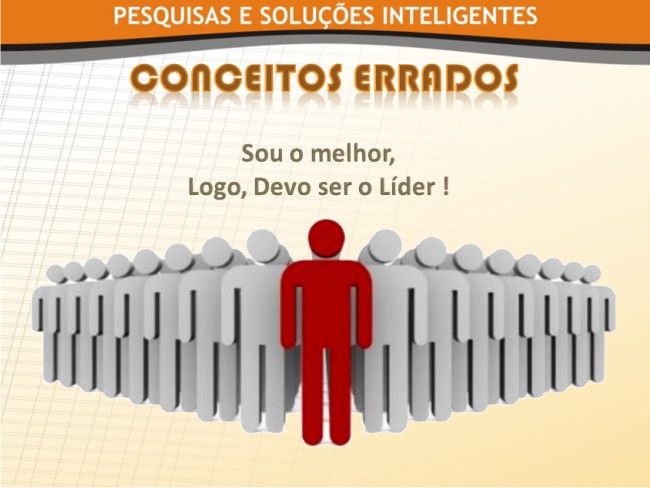 PESQUISAS E SOLUÇÕES INTELIGENTES
CONCEITOS ERRADOS
Sou o melhor,
Logo, Devo ser o Líder !